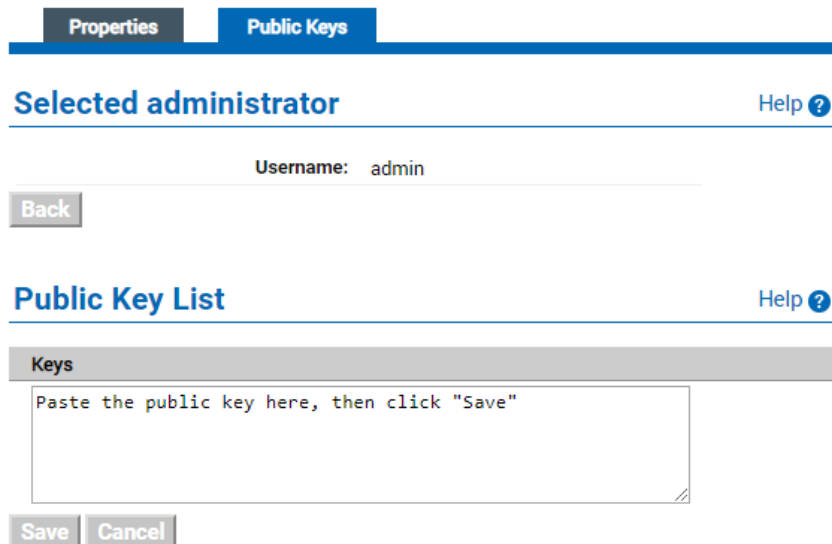 Properties Public Keys
Selected administrator Help ?
Username: admin
Back
Public Key List Help ?
Keys
Paste the public key here, then click "Save"
Save Cancel